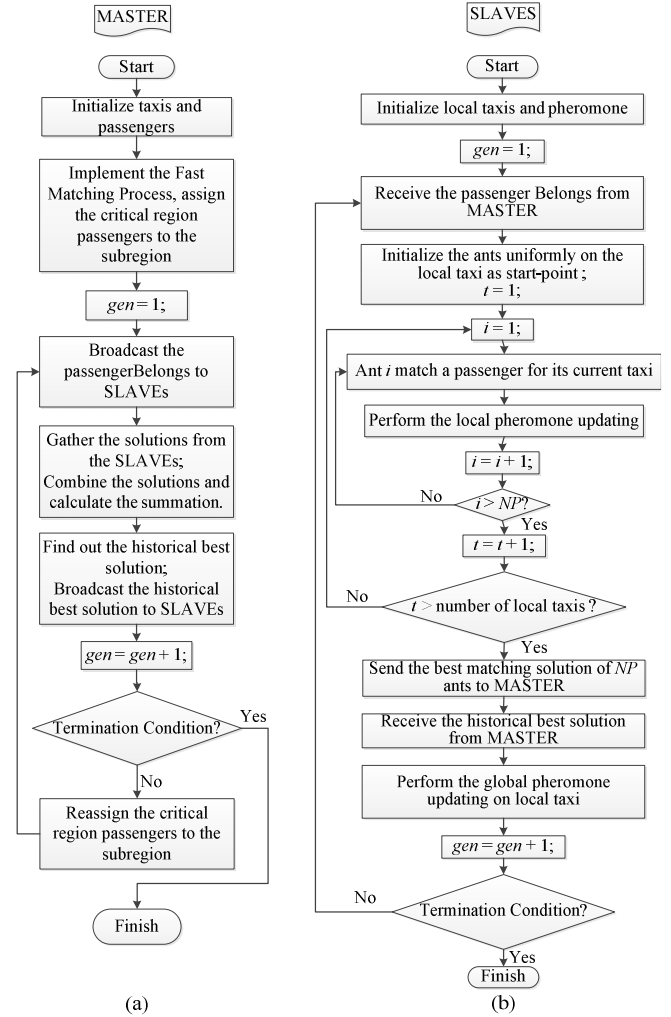 MASTER
Start
Initialize taxis and
passengers
Implement the Fast
Matching Process, assign
the critical region
passengers to the
subregion
gen = 1;
Broadcast the
passengerBelongs to
SLAVEs
Gather the solutions from
the SLAVEs;
Combine the solutions and
calculate the summation.
Find out the historical best
solution;
Broadcast the historical
best solution to SLAVEs
gen = gen + 1;
Termination Condition?
Yes
No
Reassign the critical
region passengers to the
subregion
Finish
(a)
SLAVES
Start
Initialize local taxis and pheromone
gen = 1;
Receive the passenger Belongs from
MASTER
Initialize the ants uniformly on the
local taxi as start-point ;
t = 1;
i = 1;
Ant i match a passenger for its current taxi
Perform the local pheromone updating
i = i + 1;
No
i > NP?
Yes
t = t + 1;
No
t > number of local taxis ?
Yes
Send the best matching solution of NP
ants to MASTER
Receive the historical best solution
from MASTER
Perform the global pheromone
updating on local taxi
gen = gen + 1;
No
Termination Condition?
Yes
Finish
(b)